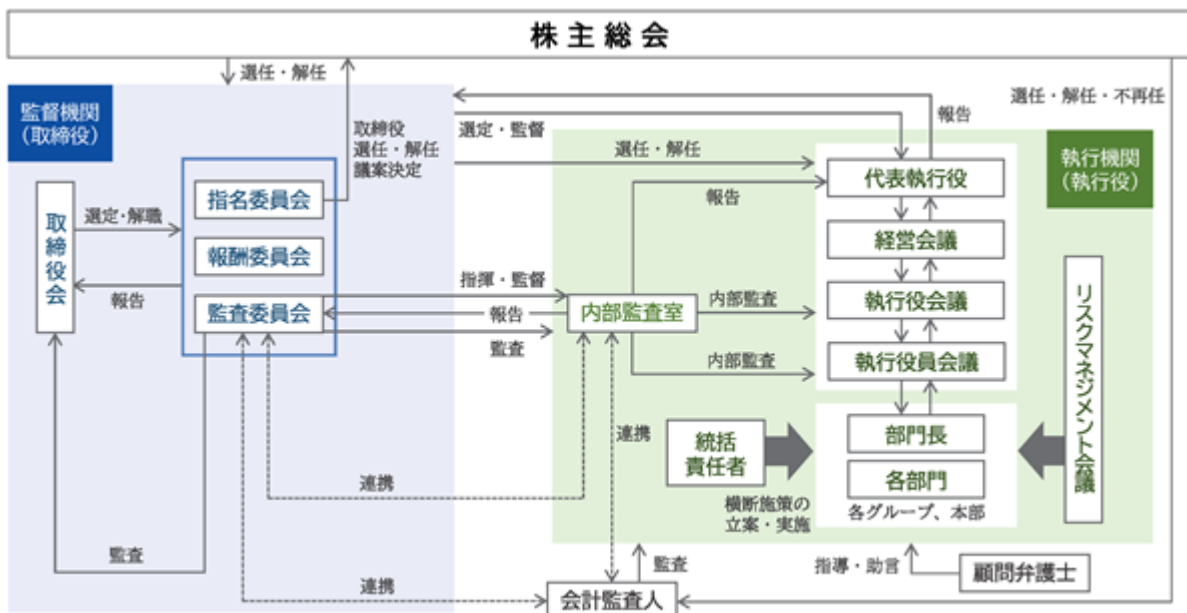 株主総会
選任・解任
選任・解任・不再任
監督機関
（取締役）
取締役
選任・解任
議案決定
報告
選定・監督
選任・解任
執行機関
（執行役）
代表執行役
指名委員会
報告
取締役会
選定・解職
経営会議
報酬委員会
報告
指揮・監督
執行役会議
内部監査
監査委員会
報告
内部監査室
監査
内部監査
執行役員会議
リスクマネジメント会議
連携
統括
責任者
部門長
各部門
連携
横断施策の
立案・実施
各グループ、本部
監査
監査
指導・助言
顧問弁護士
連携
会計監査人